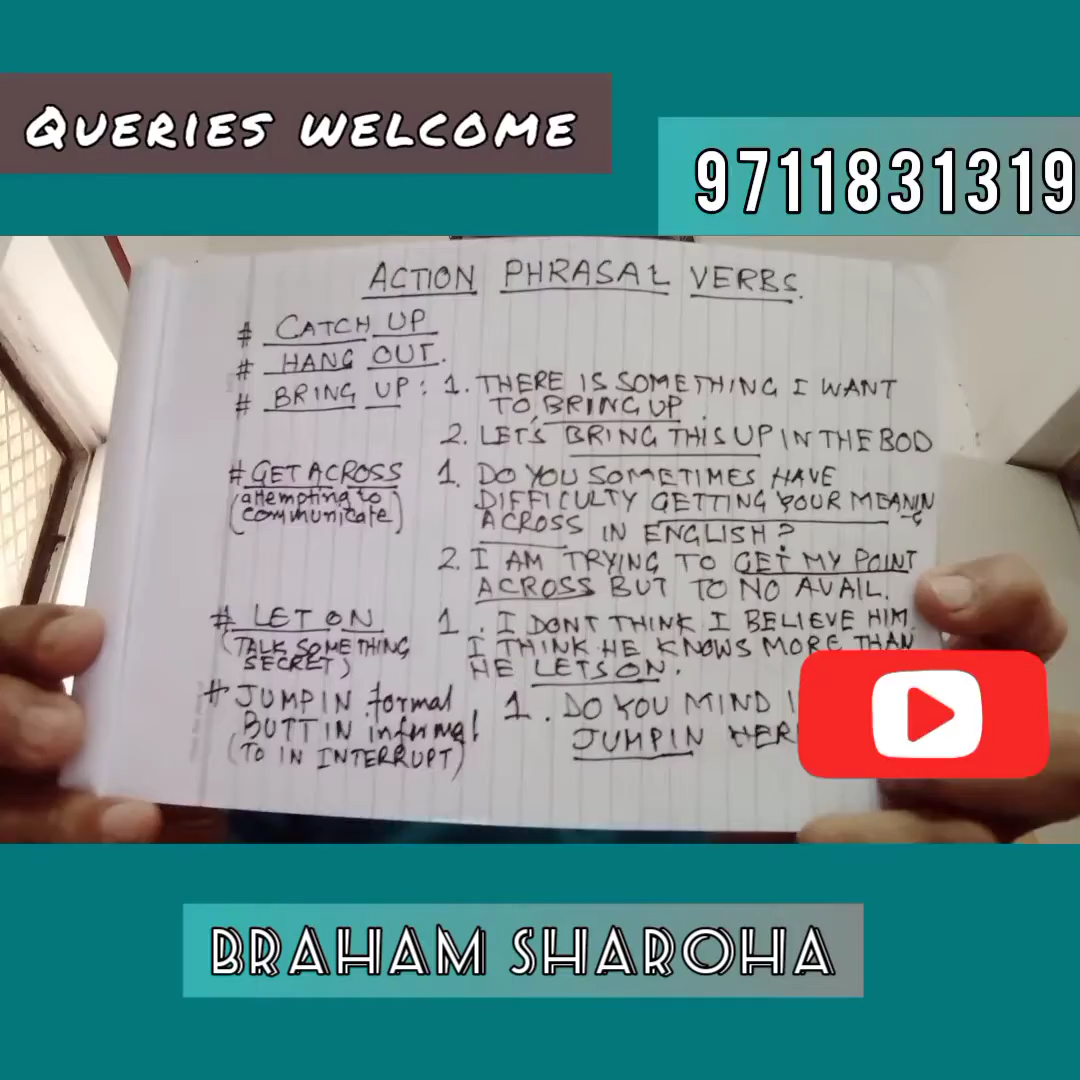 QUERIES WELCOME
9711831319
ACTION PHRASAL VERBS.
# CATCH UP
# HANG OUT.
# BRING UP : 1. THERE IS SOMETHING I WANT
TO, BRING UP .
2. LET'S BRING THIS UP IN THE BOD
# GET ACROSS 1. DO YOU SOMETIMES HAVE
(attempting to DIFFICULTY GETTING YOUR MEANING
communicate) ACROSS IN ENGLISH?
2. I AM TRYING TO GET MY POINT
ACROSS BUT TO NO AVAIL.
# LET ON 1. I DONT THINK I BELIEVE HIM.
(TALK SOMETHING I THINK HE KNOWS MORE THAN
SECRET) HE LETS ON.
# JUMP IN formal 1. DO YOU MIND
BUTT IN informal JUMP IN
(TO IN INTERRUPT)
BRAHAM SHAROHA